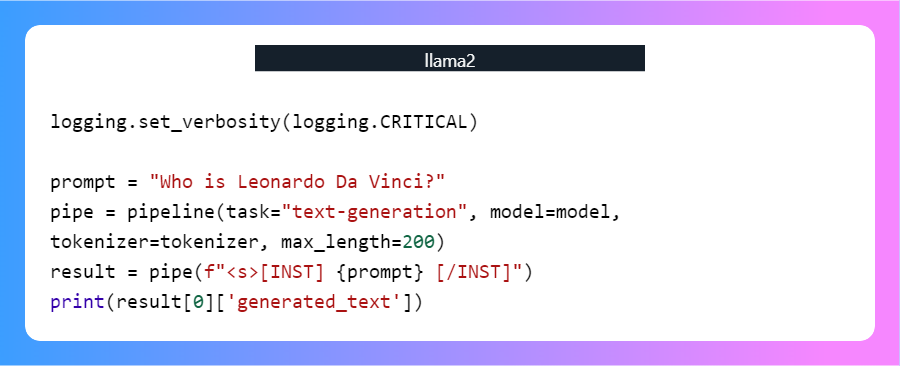 llama2
logging.set_verbosity(logging.CRITICAL)
prompt = "Who is Leonardo Da Vinci?"
pipe = pipeline(task="text-generation", model=model,
tokenizer=tokenizer, max_length=200)
result = pipe(f"<s>[INST] {prompt} [/INST]")
print(result[0]['generated_text'])